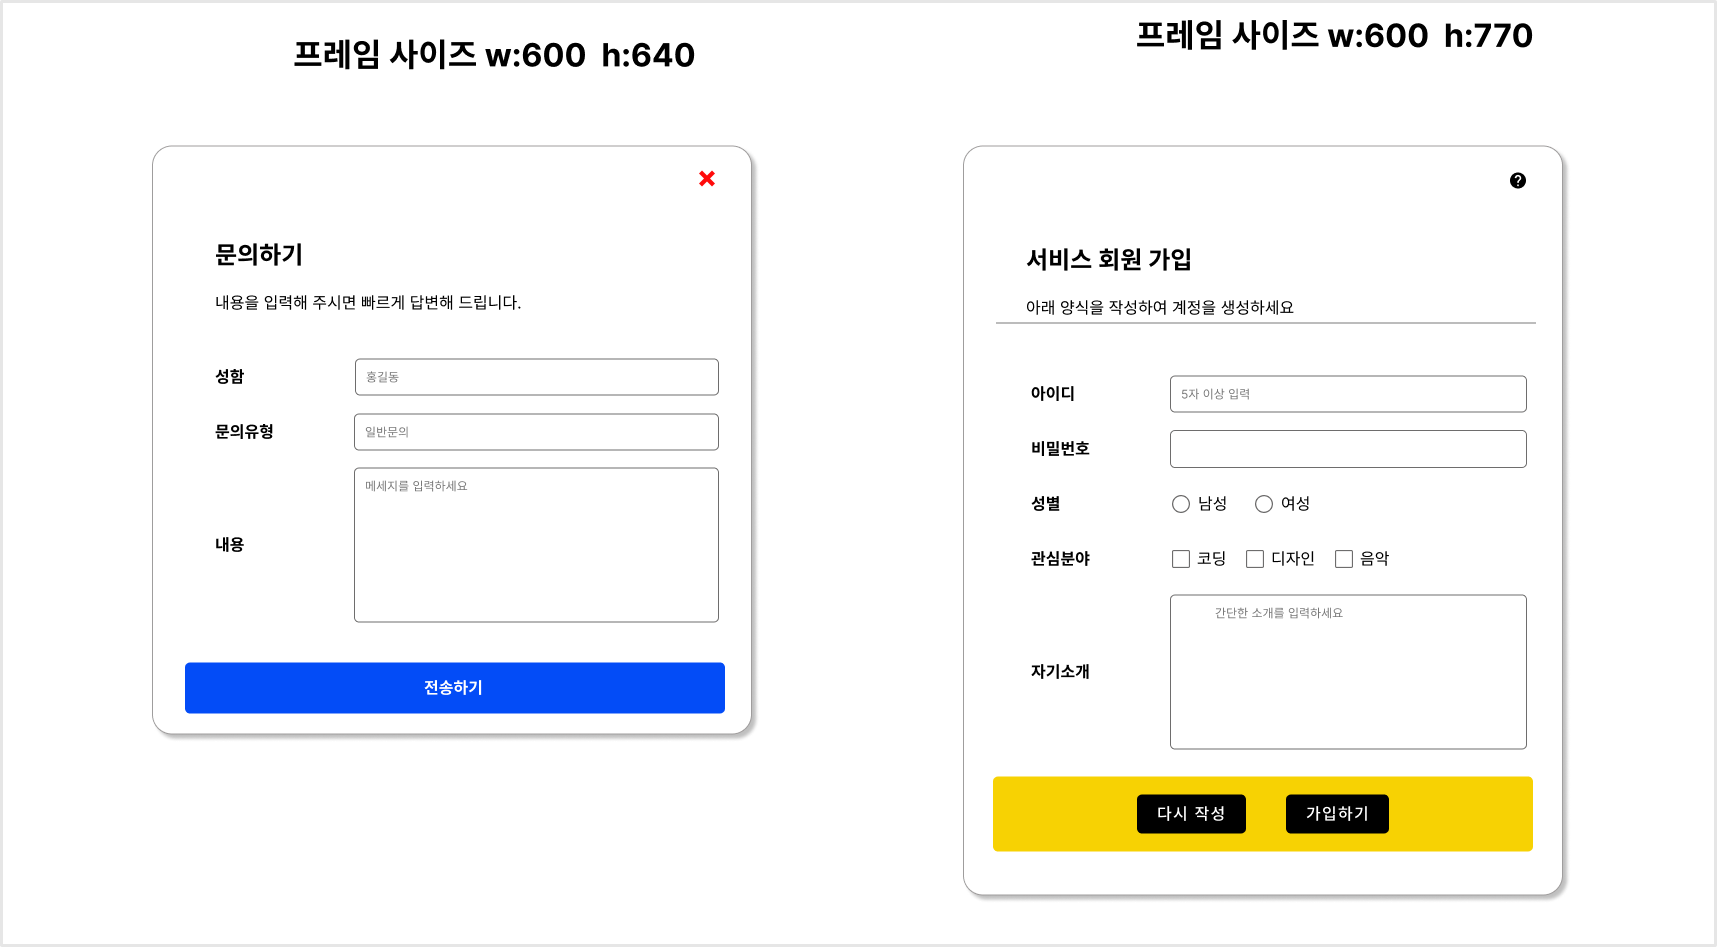 프레임 사이즈 w:600 h:640
문의하기
내용을 입력해 주시면 빠르게 답변해 드립니다.
성함
홍길동
문의유형
일반문의
내용
메세지를 입력하세요
전송하기
프레임 사이즈 w:600 h:770
?
서비스 회원 가입
아래 양식을 작성하여 계정을 생성하세요
아이디
5자 이상 입력
비밀번호
성별
남성 여성
관심분야
코딩 디자인 음악
자기소개
간단한 소개를 입력하세요
다시 작성 가입하기